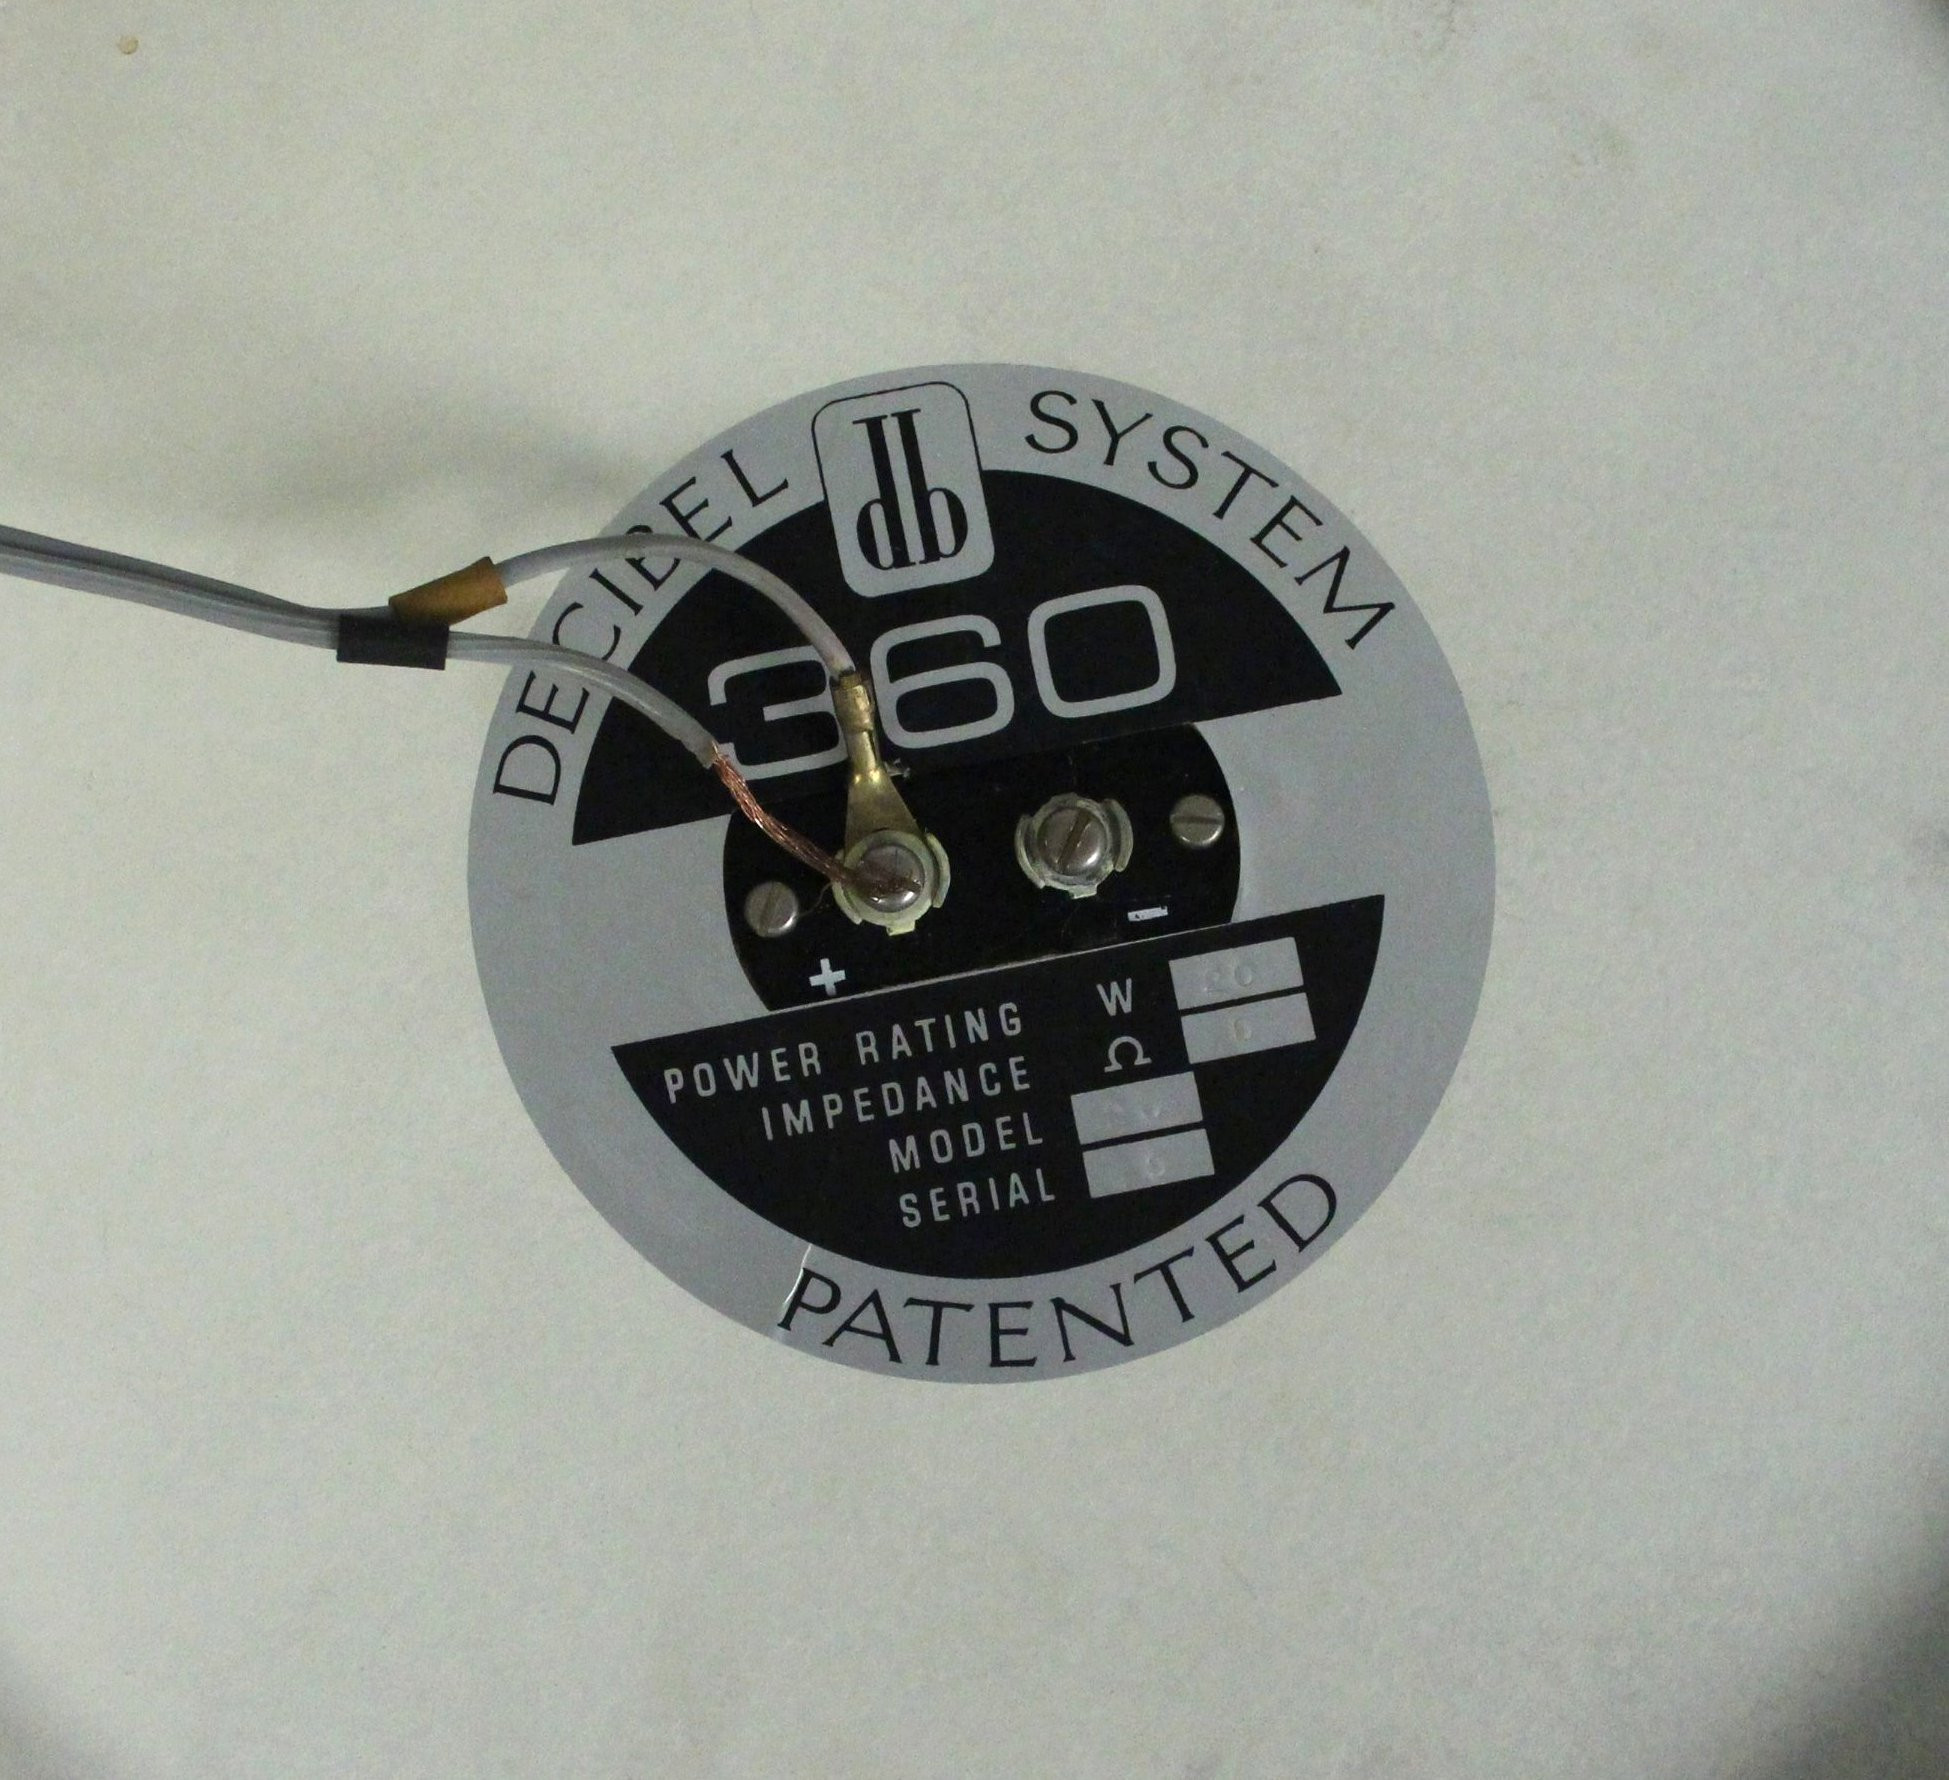 DECIBEL db SYSTEM
360
+ -
POWER RATING W
IMPEDANCE Ω
MODEL
SERIAL
PATENTED